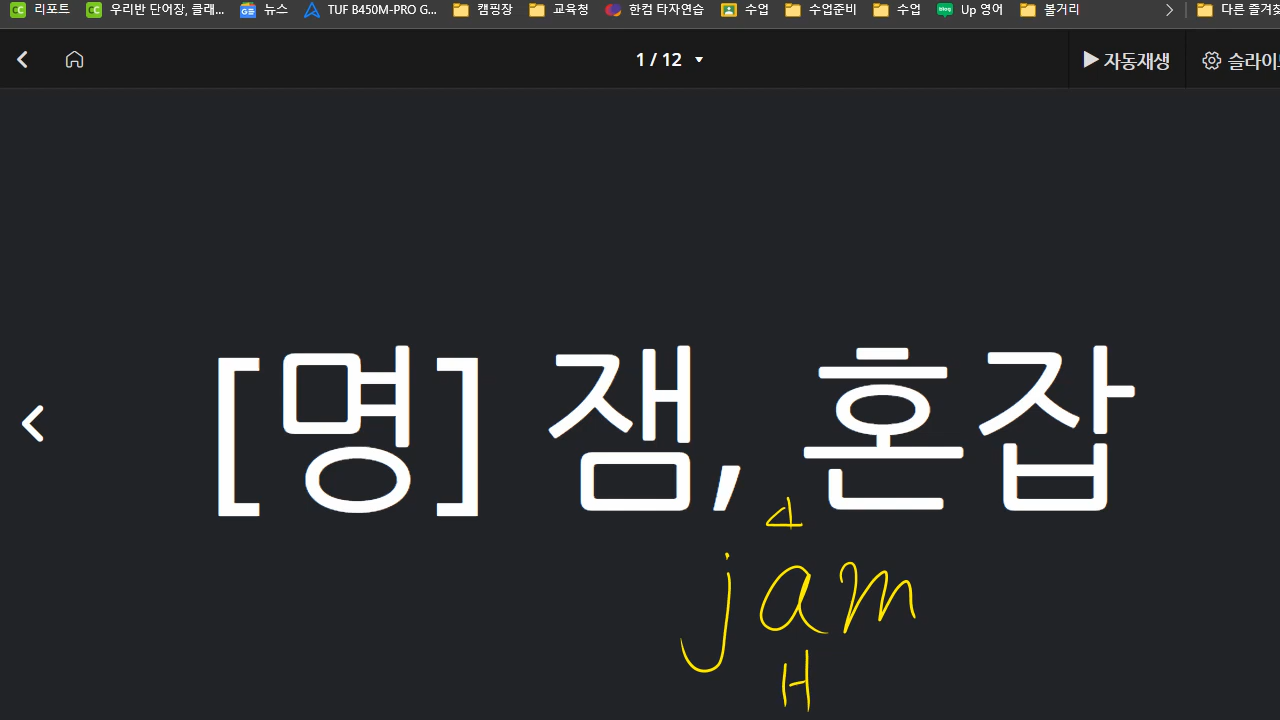 리포트 우리반 단어장, 클래... 뉴스 TUF B450M-PRO G... 캠핑장 교육청 한컴 타자연습 수업 수업준비 수업 Up 영어 볼거리 다른 즐겨찾
1 / 12 자동재생 슬라이드
[명] 잼, 혼잡
4
jam
H